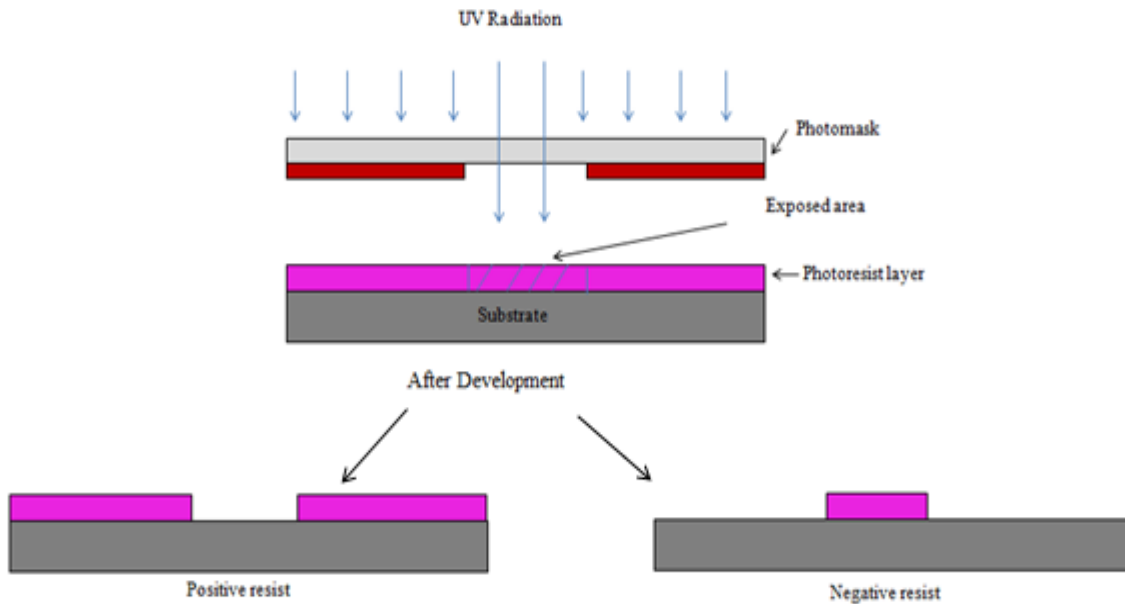 UV Radiation
Photomask
Exposed area
Photoresist layer
Substrate
After Development
Positive resist
Negative resist